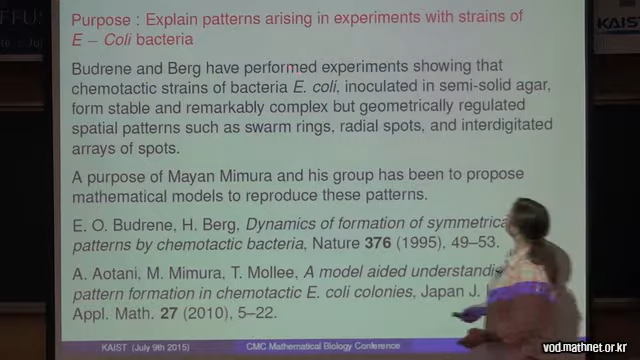 Purpose : Explain patterns arising in experiments with strains of
E − Coli bacteria
Budrene and Berg have performed experiments showing that
chemotactic strains of bacteria E. coli, inoculated in semi-solid agar,
form stable and remarkably complex but geometrically regulated
spatial patterns such as swarm rings, radial spots, and interdigitated
arrays of spots.
A purpose of Mayan Mimura and his group has been to propose
mathematical models to reproduce these patterns.
E. O. Budrene, H. Berg, Dynamics of formation of symmetrica
patterns by chemotactic bacteria, Nature 376 (1995), 49–53.
A. Aotani, M. Mimura, T. Mollee, A model aided understandi
pattern formation in chemotactic E. coli colonies, Japan J.
Appl. Math. 27 (2010), 5–22.
KAIST (July 9th 2015) CMC Mathematical Biology Conference
KAIS
vod.mathnet.or.kr